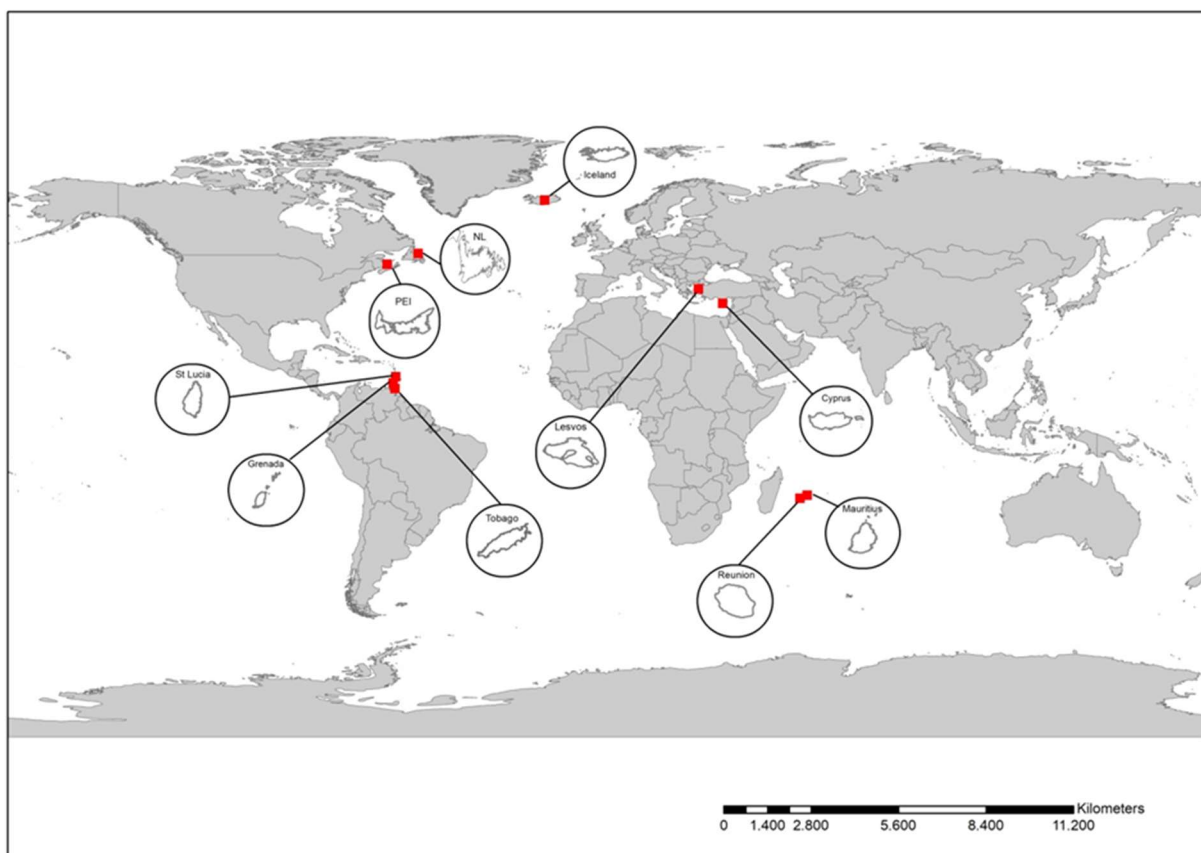 Iceland
NL
PEI
St Lucia
Cyprus
Lesvos
Grenada
Tobago
Mauritius
Reunion
Kilometers
0 1.400 2.800 5.600 8.400 11.200